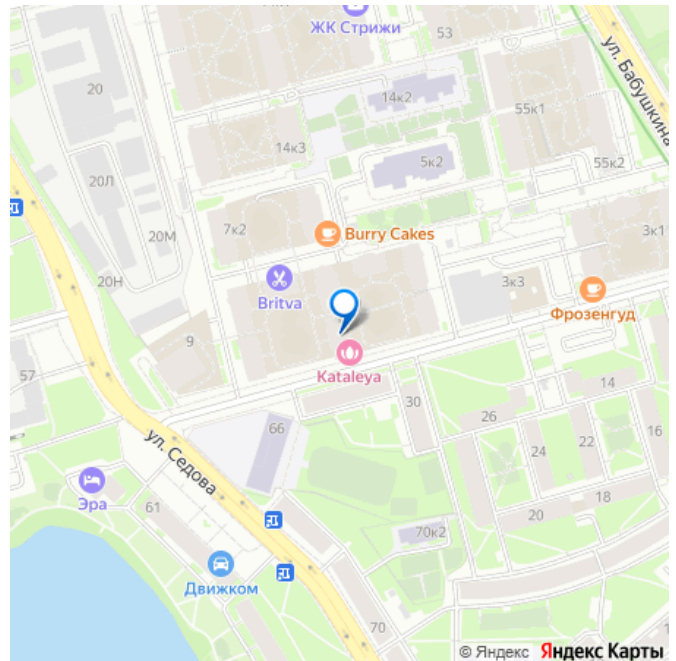 ЖК Стрижи
53
ул. Бабушкина
20
14к2
55к1
14к3
5к2
55к2
20Л
7к2
Burry Cakes
3к1
20М
20Н
Britva
3к3
Фрозенгуд
9
Kataleya
57
14
30
26
66
24
22
16
ул. Седова
Эра
61
18
20
70к2
Движком
70
© Яндекс Яндекс Карты